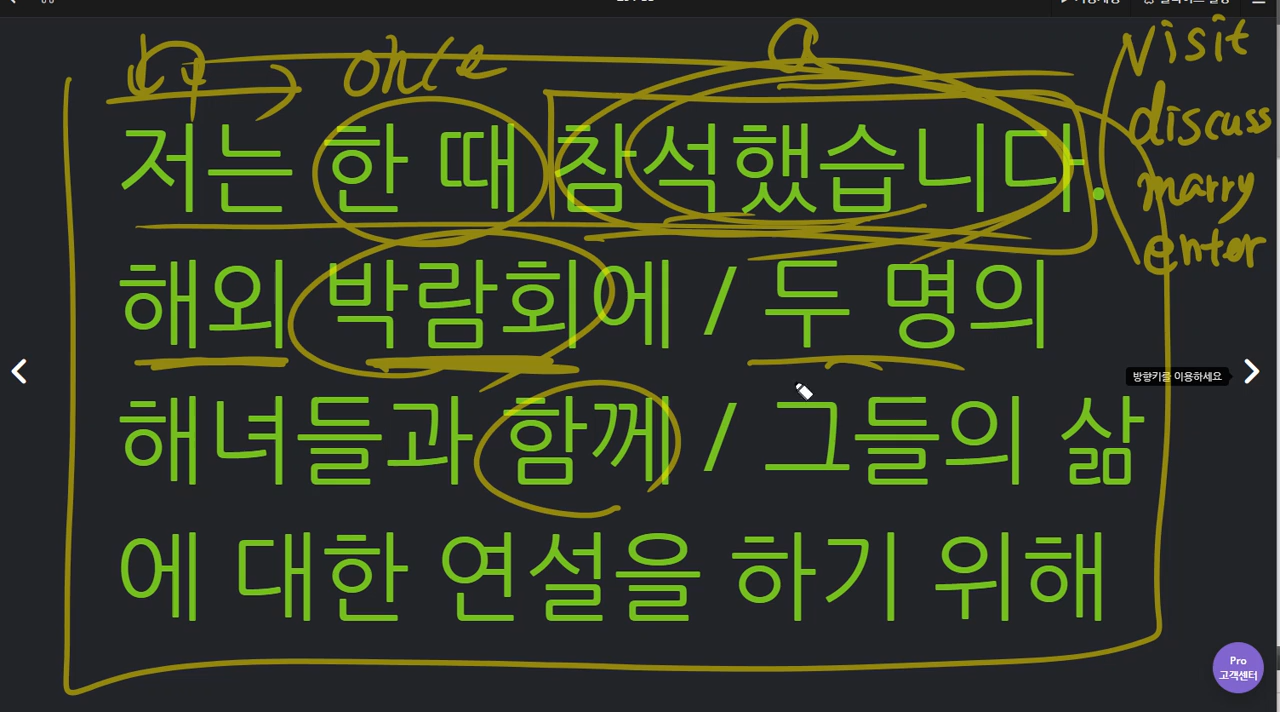 once
저는 한 때 참석했습니다.
해외 박람회에 / 두 명의
해녀들과 함께 / 그들의 삶
에 대한 연설을 하기 위해
visit
discuss
marry
enter
방향키를 이용하세요
Pro
고객센터